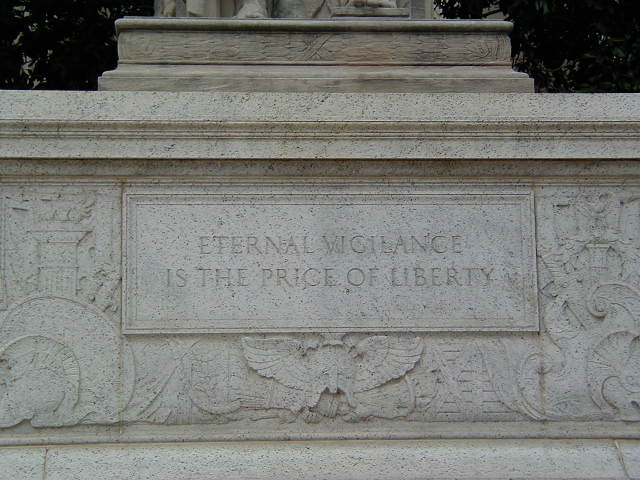 ETERNAL VIGILANCE
IS THE PRICE OF LIBERTY